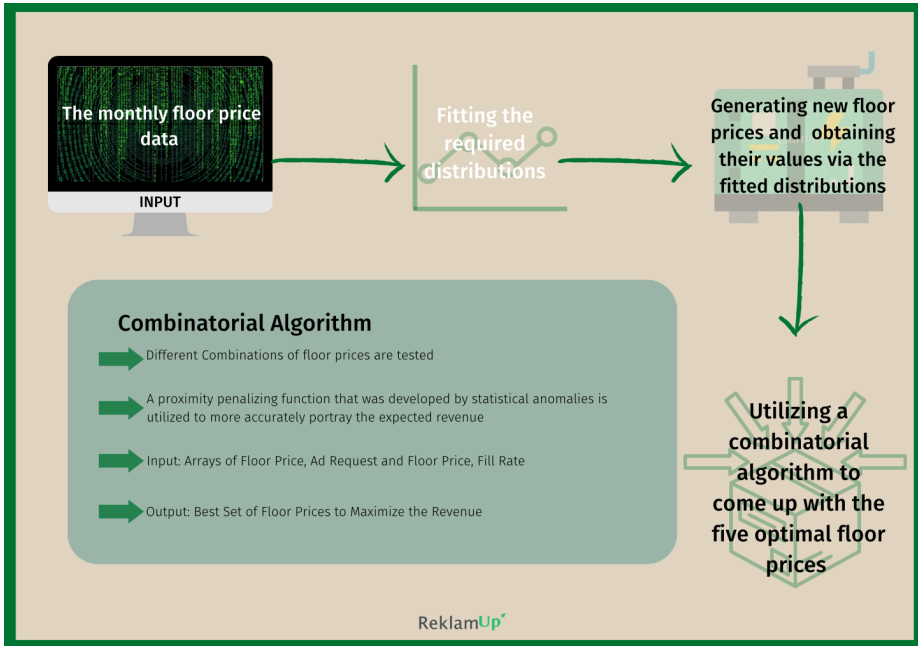 The monthly floor price
data
INPUT
Fitting the
required
distributions
Generating new floor
prices and obtaining
their values via the
fitted distributions
Combinatorial Algorithm
Different Combinations of floor prices are tested
A proximity penalizing function that was developed by statistical anomalies is
utilized to more accurately portray the expected revenue
Input: Arrays of Floor Price, Ad Request and Floor Price, Fill Rate
Output: Best Set of Floor Prices to Maximize the Revenue
Utilizing a
combinatorial
algorithm to
come up with the
five optimal floor
prices
ReklamUp